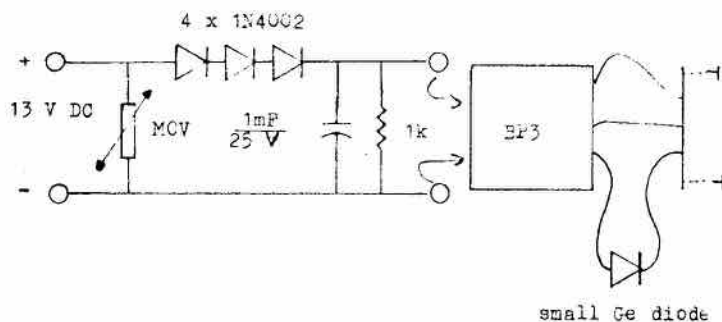 4 x 1N4002
+
13 V DC
MOV
1mF
25 V
1k
BP3
-
small Ge diode